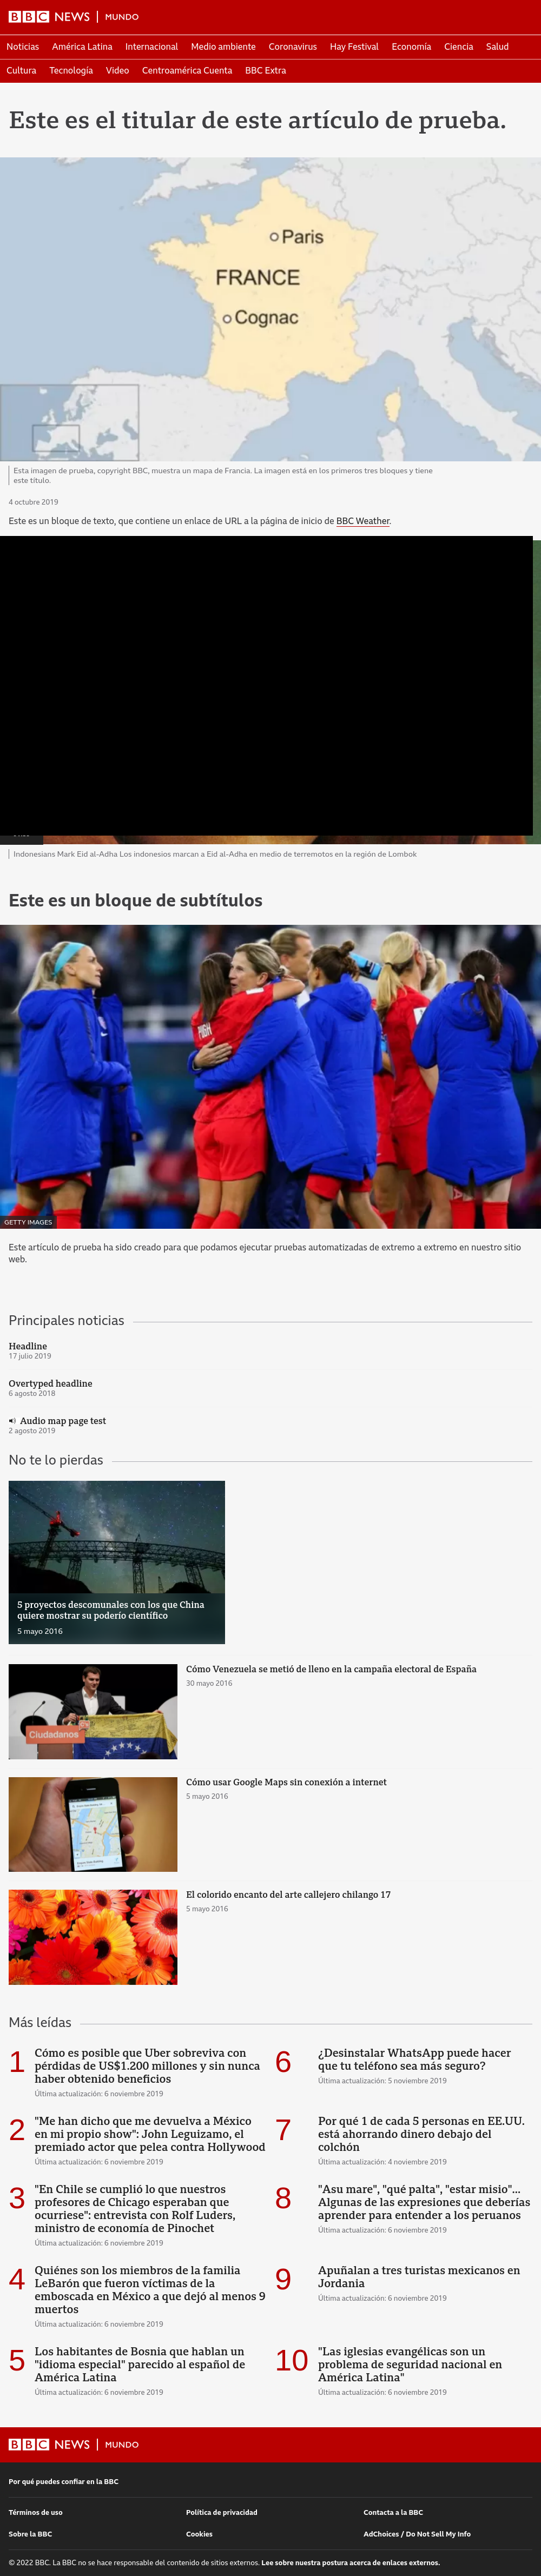 BBC NEWS | MUNDO
Noticias América Latina Internacional Medio ambiente Coronavirus Hay Festival Economía Ciencia Salud
Cultura Tecnología Video Centroamérica Cuenta BBC Extra
Este es el titular de este artículo de prueba.
Paris
FRANCE
Cognac
Esta imagen de prueba, copyright BBC, muestra un mapa de Francia. La imagen está en los primeros tres bloques y tiene
este título.
4 octubre 2019
Este es un bloque de texto, que contiene un enlace de URL a la página de inicio de BBC Weather.
Indonesians Mark Eid al-Adha Los indonesios marcan a Eid al-Adha en medio de terremotos en la región de Lombok
Este es un bloque de subtítulos
GETTY IMAGES
Este artículo de prueba ha sido creado para que podamos ejecutar pruebas automatizadas de extremo a extremo en nuestro sitio
web.
Principales noticias
Headline
17 julio 2019
Overtyped headline
6 agosto 2018
Audio map page test
2 agosto 2019
No te lo pierdas
5 proyectos descomunales con los que China
quiere mostrar su poderío científico
5 mayo 2016
Cómo Venezuela se metió de lleno en la campaña electoral de España
30 mayo 2016
Ciudadanos
Cómo usar Google Maps sin conexión a internet
5 mayo 2016
El colorido encanto del arte callejero chilango 17
5 mayo 2016
Más leídas
1
Cómo es posible que Uber sobreviva con
pérdidas de US$1.200 millones y sin nunca
haber obtenido beneficios
Última actualización: 6 noviembre 2019
2
"Me han dicho que me devuelva a México
en mi propio show": John Leguizamo, el
premiado actor que pelea contra Hollywood
Última actualización: 6 noviembre 2019
3
"En Chile se cumplió lo que nuestros
profesores de Chicago esperaban que
ocurriese": entrevista con Rolf Luders,
ministro de economía de Pinochet
Última actualización: 6 noviembre 2019
4
Quiénes son los miembros de la familia
LeBarón que fueron víctimas de la
emboscada en México a que dejó al menos 9
muertos
Última actualización: 6 noviembre 2019
5
Los habitantes de Bosnia que hablan un
"idioma especial" parecido al español de
América Latina
Última actualización: 6 noviembre 2019
6
¿Desinstalar WhatsApp puede hacer
que tu teléfono sea más seguro?
Última actualización: 5 noviembre 2019
7
Por qué 1 de cada 5 personas en EE.UU.
está ahorrando dinero debajo del
colchón
Última actualización: 4 noviembre 2019
8
"Asu mare", "qué palta", "estar misio"...
Algunas de las expresiones que deberías
aprender para entender a los peruanos
Última actualización: 6 noviembre 2019
9
Apuñalan a tres turistas mexicanos en
Jordania
Última actualización: 6 noviembre 2019
10
"Las iglesias evangélicas son un
problema de seguridad nacional en
América Latina"
Última actualización: 6 noviembre 2019
BBC NEWS | MUNDO
Por qué puedes confiar en la BBC
Términos de uso Política de privacidad Contacta a la BBC
Sobre la BBC Cookies AdChoices / Do Not Sell My Info
© 2022 BBC. La BBC no se hace responsable del contenido de sitios externos. Lee sobre nuestra postura acerca de enlaces externos.